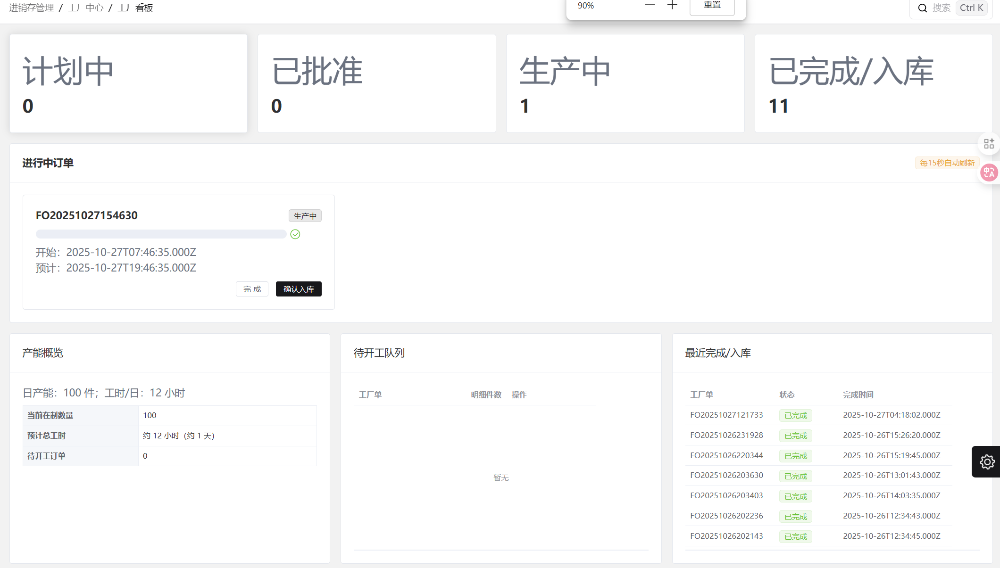 进销存管理 / 工厂中心 / 工厂看板
90%
重置
搜索 Ctrl K
计划中
0
已批准
0
生产中
1
已完成/入库
11
进行中订单
每15秒自动刷新
FO20251027154630
生产中
开始：2025-10-27T07:46:35.000Z
预计：2025-10-27T19:46:35.000Z
完成
确认入库
产能概览
日产能：100 件；工时/日：12 小时
当前在制数量 100
预计总工时 约 12 小时（约 1 天）
待开工订单 0
待开工队列
工厂单 明细件数 操作
暂无
最近完成/入库
工厂单 状态 完成时间
FO20251027121733 已完成 2025-10-27T04:18:02.000Z
FO20251026231928 已完成 2025-10-26T15:26:20.000Z
FO20251026220344 已完成 2025-10-26T15:19:45.000Z
FO20251026203630 已完成 2025-10-26T13:01:43.000Z
FO20251026203403 已完成 2025-10-26T14:03:35.000Z
FO20251026202236 已完成 2025-10-26T12:34:43.000Z
FO20251026202143 已完成 2025-10-26T12:34:45.000Z